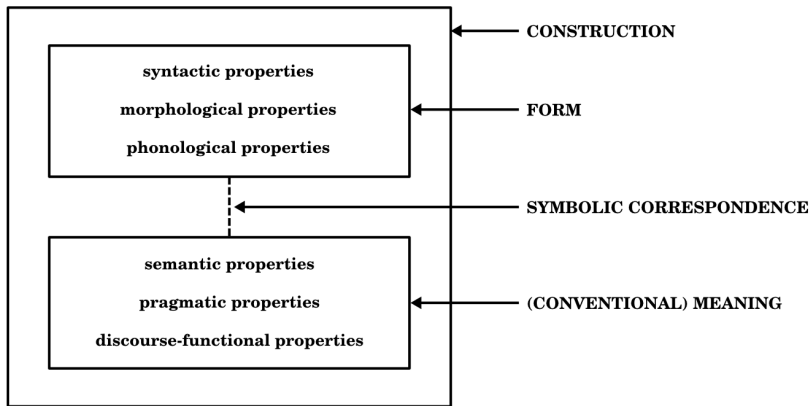 CONSTRUCTION
syntactic properties
morphological properties
FORM
phonological properties
SYMBOLIC CORRESPONDENCE
semantic properties
pragmatic properties
(CONVENTIONAL) MEANING
discourse-functional properties